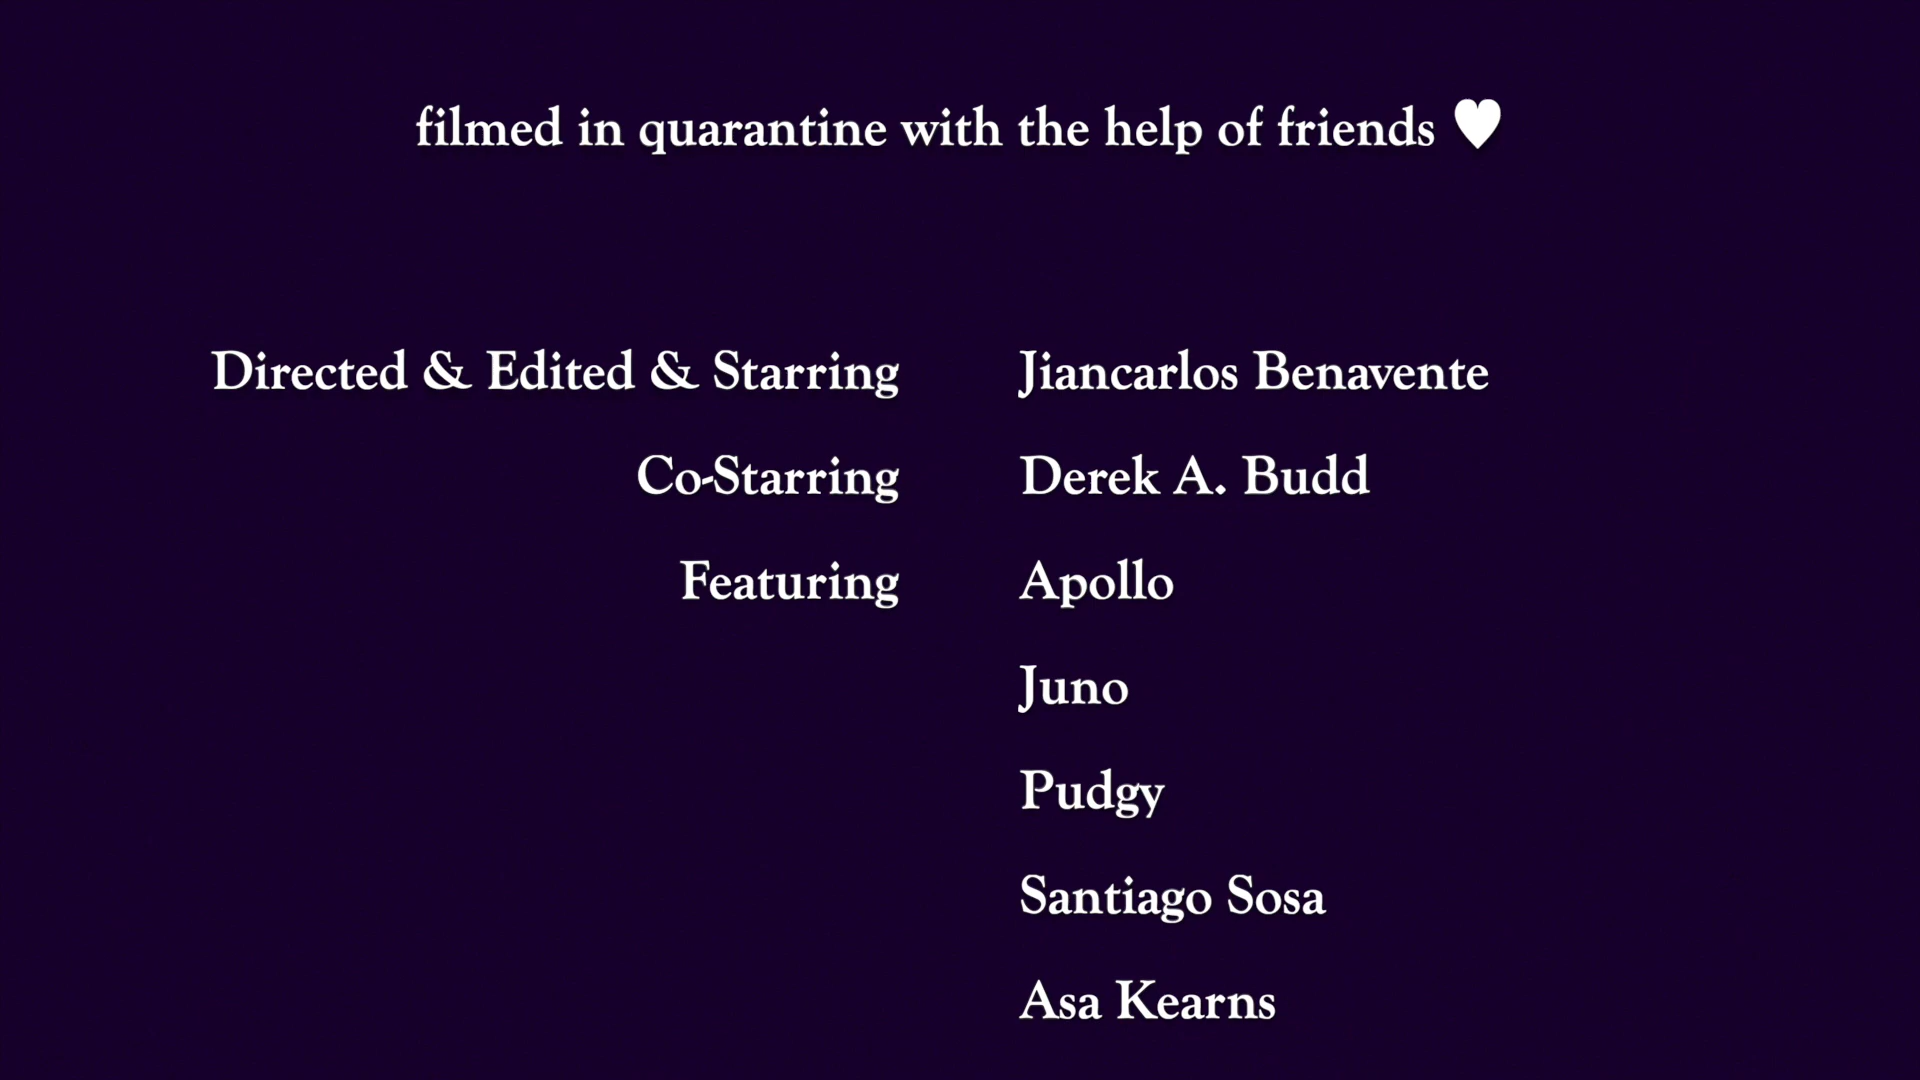 filmed in quarantine with the help of friends ♥
Directed & Edited & Starring Jiancarlos Benavente
Co-Starring Derek A. Budd
Featuring Apollo
Juno
Pudgy
Santiago Sosa
Asa Kearns